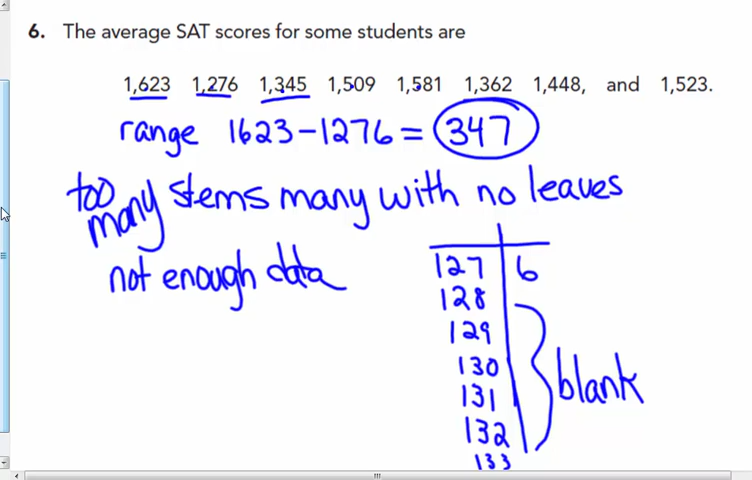 6. The average SAT scores for some students are
1,623 1,276 1,345 1,509 1,581 1,362 1,448, and 1,523.
range 1623-1276 = 347
too many stems many with no leaves
not enough data
127 6
128
129
130
131
132
133
blank